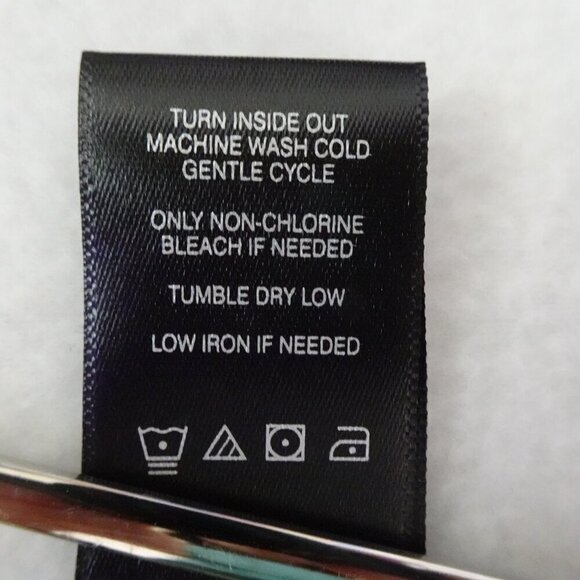 TURN INSIDE OUT
MACHINE WASH COLD
GENTLE CYCLE
ONLY NON-CHLORINE
BLEACH IF NEEDED
TUMBLE DRY LOW
LOW IRON IF NEEDED